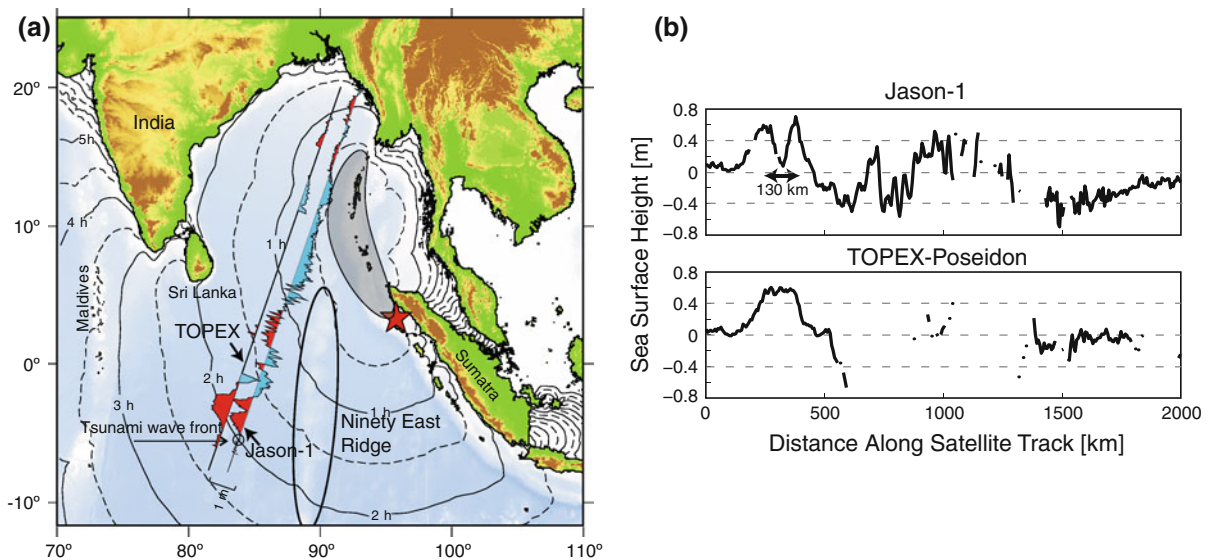 (a)
20º
10º
0º
-10º
70º
80º
90º
100º
110º
India
5h
4 h
Maldives
Sri Lanka
1 h
TOPEX
2 h
3 h
Tsunami wave front
Jason-1
1 m
Sumatra
1 h
Ninety East
Ridge
2 h
(b)
Jason-1
0.8
0.4
0
-0.4
-0.8
130 km
TOPEX-Poseidon
0.8
0.4
0
-0.4
-0.8
0
500
1000
1500
2000
Sea Surface Height [m]
Distance Along Satellite Track [km]